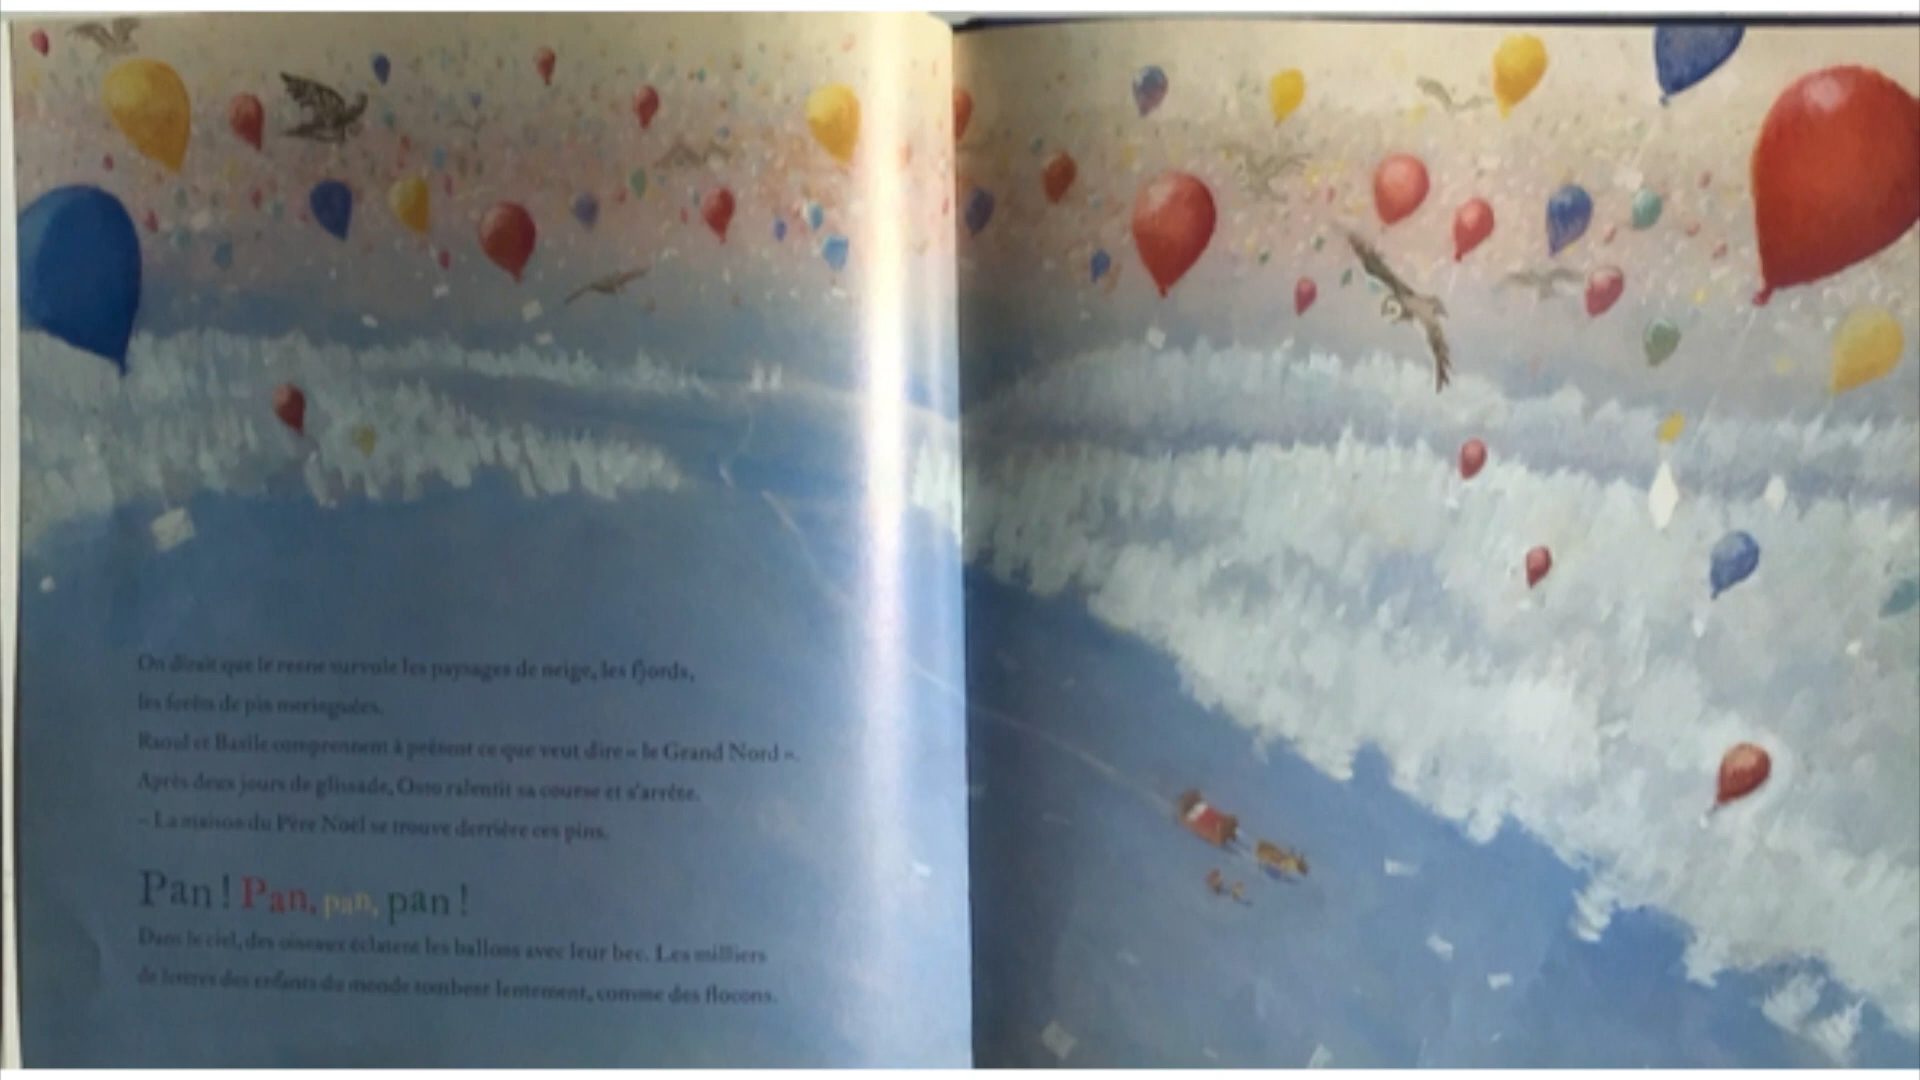 On dirait que le renne survole les paysages de neige, les fjords,
les forêts de pin meringuées.
Raoul et Basile comprennent à présent ce que veut dire « le Grand Nord ».
Après deux jours de glissade, Osto ralentit sa course et s'arrête.
– La maison du Père Noël se trouve derrière ces pins.
Pan ! Pan, pan, pan !
Dans le ciel, des oiseaux éclatent les ballons avec leur bec. Les milliers
de lettres des enfants du monde tombent lentement, comme des flocons.